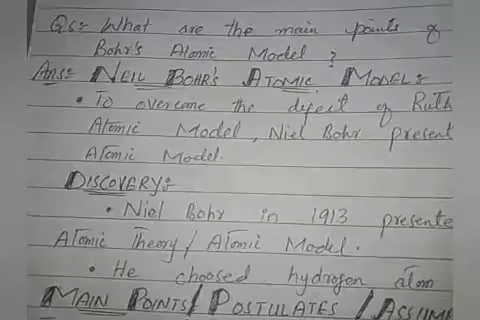 Qs:- What are the main points of
Bohr's Atomic Model?
Ans:- NEIL BOHR'S ATOMIC MODEL:
• To overcome the defect of Ruth
Atomic Model, Niel Bohr present
Atomic Model.
DISCOVERY:
• Niel Bohr in 1913 presente
Atomic Theory/Atomic Model.
• He choosed hydrogen atom
MAIN POINTS/POSTULATES/ASSUME